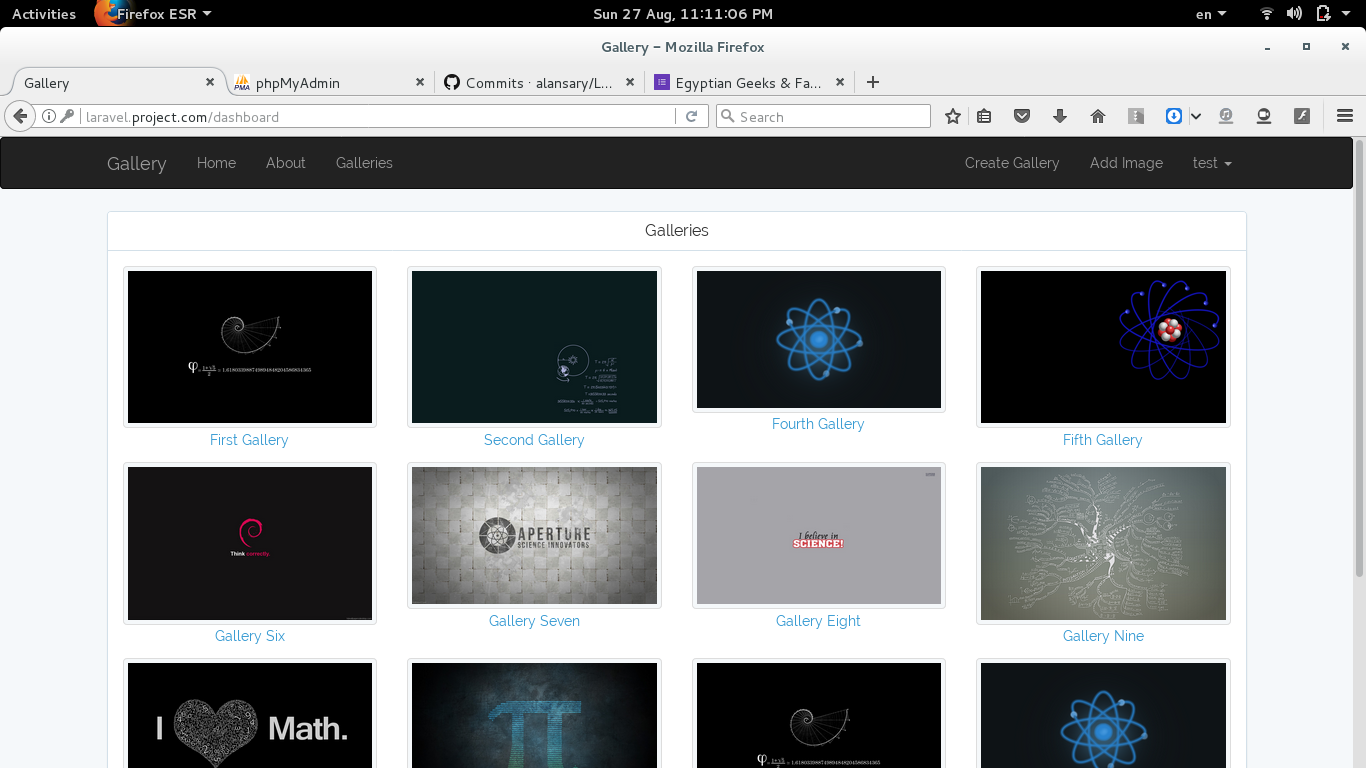 Activities Firefox ESR Sun 27 Aug, 11:11:06 PM en
Gallery – Mozilla Firefox
Gallery phpMyAdmin Commits · alansary/L... Egyptian Geeks & Fa...
laravel.project.com/dashboard Search
Gallery Home About Galleries Create Gallery Add Image test
Galleries
First Gallery Second Gallery Fourth Gallery Fifth Gallery
Think correctly.
APERTURE
SCIENCE INNOVATORS
I believe in
SCIENCE!
Gallery Six Gallery Seven Gallery Eight Gallery Nine
I Math.